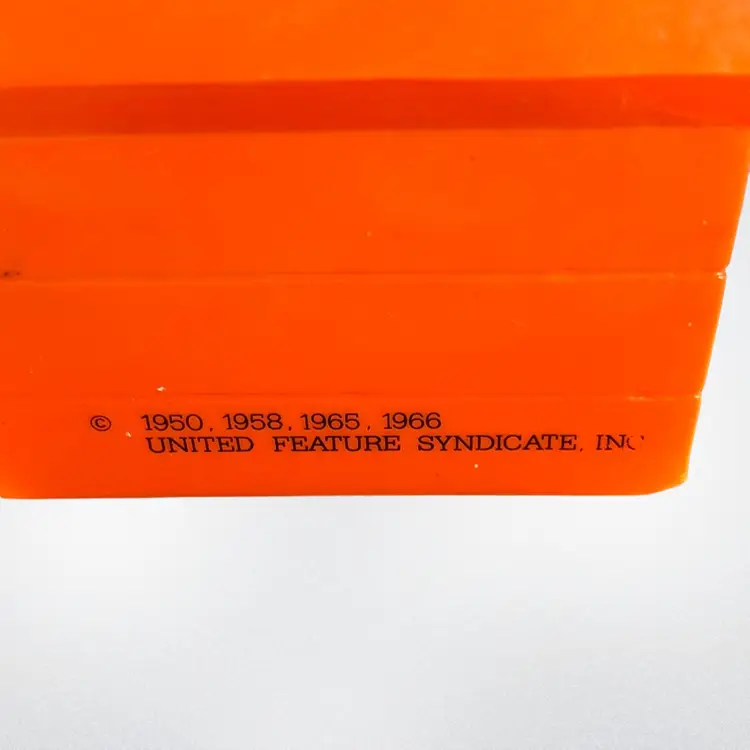 © 1950, 1958, 1965, 1966
UNITED FEATURE SYNDICATE, INC